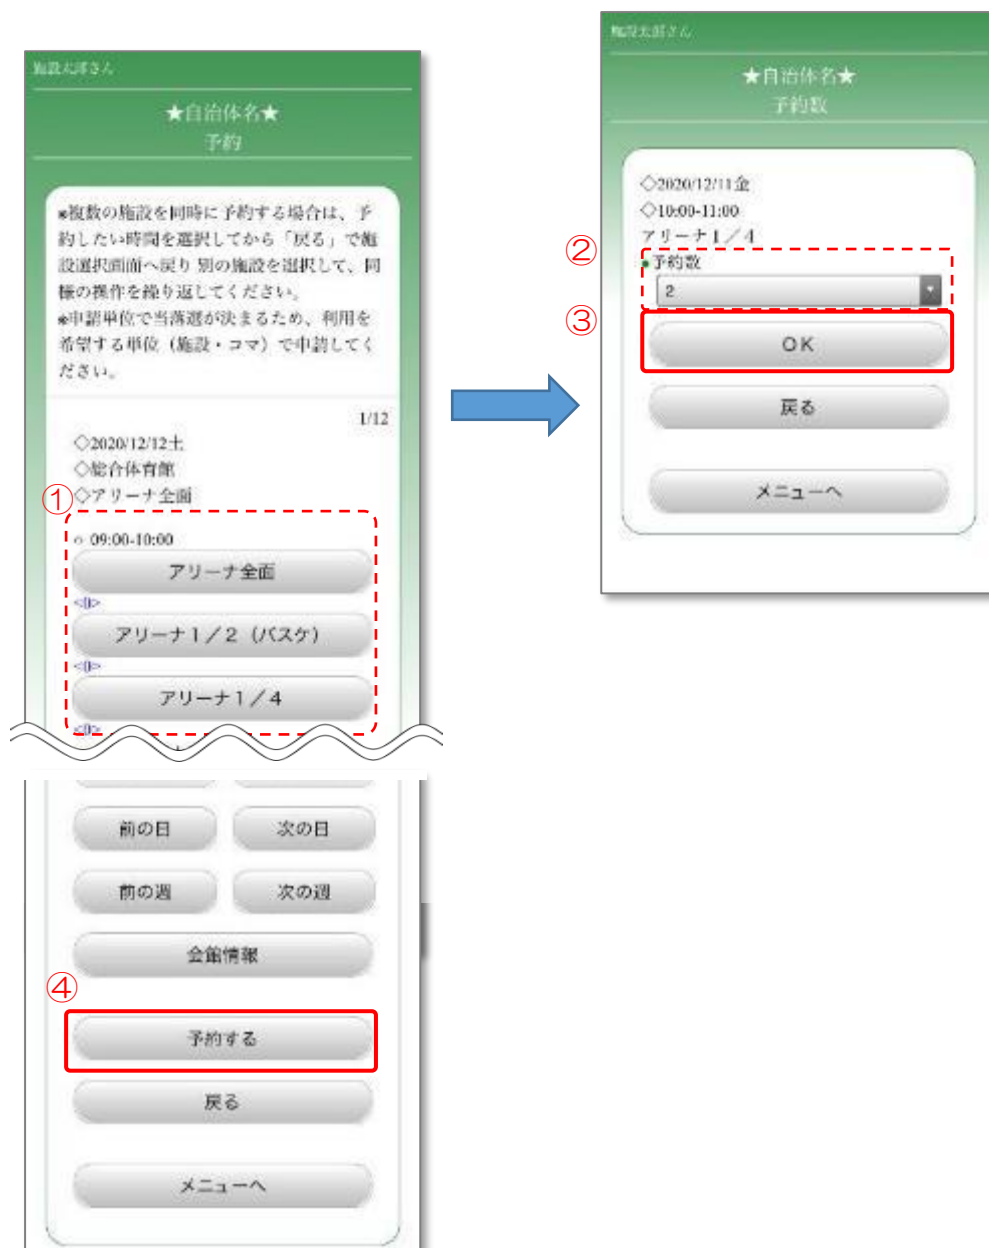 施設太郎さん
★自治体名★
予約
※複数の施設を同時に予約する場合は、予
約したい時間を選択してから「戻る」で施
設選択画面へ戻り 別の施設を選択して、同
様の操作を繰り返してください。
※申請単位で当落選が決まるため、利用を
希望する単位（施設・コマ）で申請してく
ださい。
1/12
◇2020/12/12土
◇総合体育館
①
◇アリーナ全面
○ 09:00-10:00
アリーナ全面
<0>
アリーナ１／２（バスケ）
<0>
アリーナ１／４
<0>
前の日
次の日
前の週
次の週
会館情報
④
予約する
戻る
メニューへ
施設太郎さん
★自治体名★
予約数
◇2020/12/11金
◇10:00-11:00
アリーナ１／４
②
●予約数
2
③
ＯＫ
戻る
メニューへ